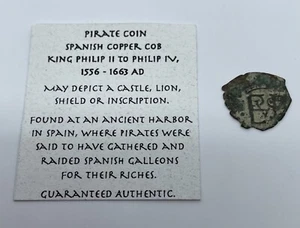 PIRATE COIN
SPANISH COPPER COB
KING PHILIP II TO PHILIP IV,
1556 - 1663 AD
MAY DEPICT A CASTLE, LION,
SHIELD OR INSCRIPTION.
FOUND AT AN ANCIENT HARBOR
IN SPAIN, WHERE PIRATES WERE
SAID TO HAVE GATHERED AND
RAIDED SPANISH GALLEONS
FOR THEIR RICHES.
GUARANTEED AUTHENTIC.